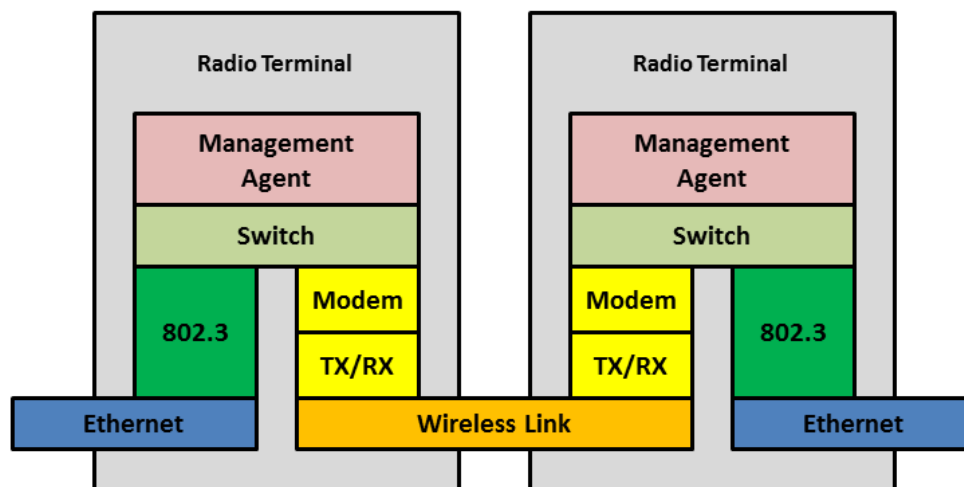 Radio Terminal
Management
Agent
Switch
802.3
Modem
TX/RX
Ethernet
Wireless Link
Radio Terminal
Management
Agent
Switch
Modem
TX/RX
802.3
Ethernet